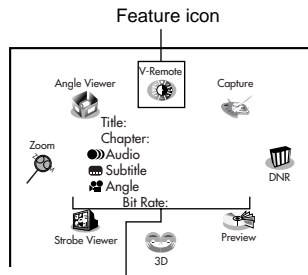 Feature icon
V-Remote
Angle Viewer
Capture
Title:
Chapter:
Zoom
Audio
Subtitle
DNR
Angle
Bit Rate:
Strobe Viewer
Preview
3D